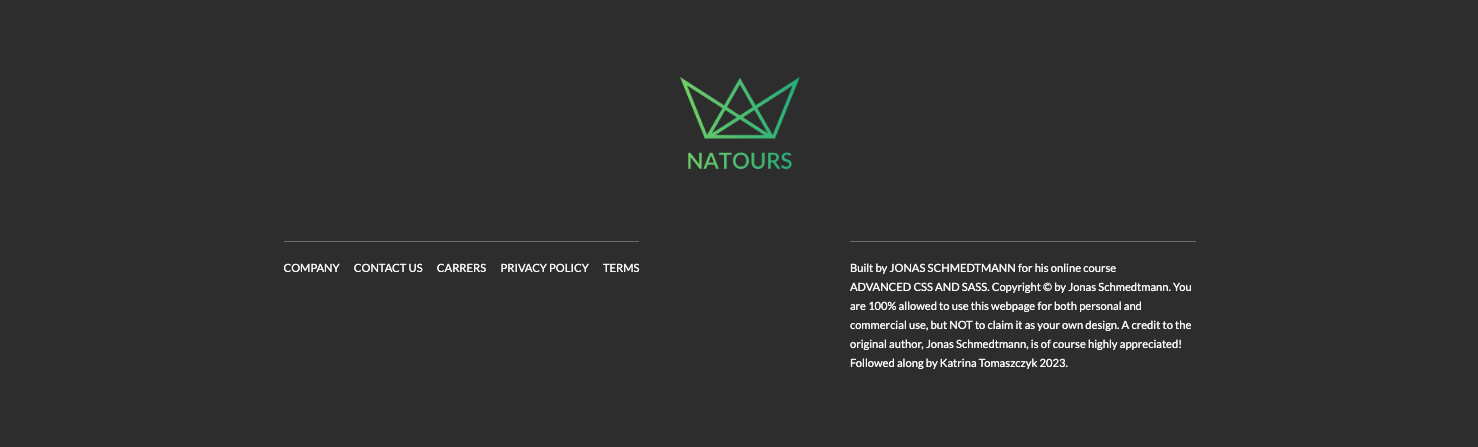 NATOURS
COMPANY CONTACT US CARRERS PRIVACY POLICY TERMS
Built by JONAS SCHMEDTMANN for his online course
ADVANCED CSS AND SASS. Copyright © by Jonas Schmedtmann. You
are 100% allowed to use this webpage for both personal and
commercial use, but NOT to claim it as your own design. A credit to the
original author, Jonas Schmedtmann, is of course highly appreciated!
Followed along by Katrina Tomaszczyk 2023.